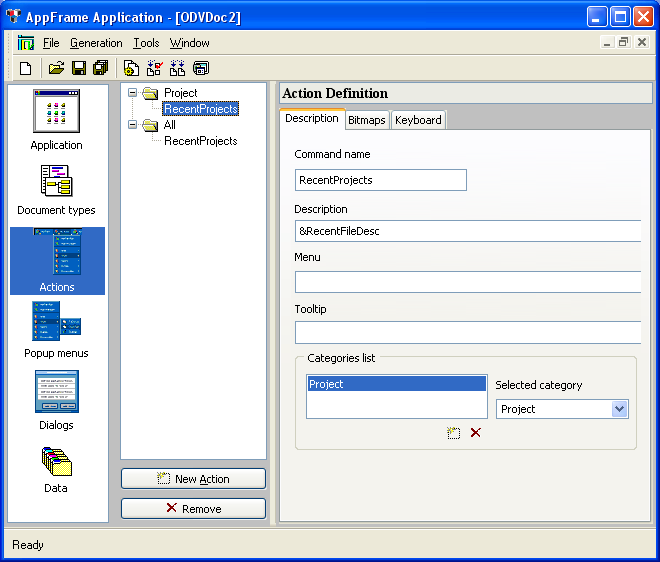 AppFrame Application - [ODVDoc2]
File Generation Tools Window
Application
Document types
Actions
Popup menus
Dialogs
Data
Project
RecentProjects
All
RecentProjects
New Action
Remove
Action Definition
Description Bitmaps Keyboard
Command name
RecentProjects
Description
&RecentFileDesc
Menu
Tooltip
Categories list
Project
Selected category
Project
Ready